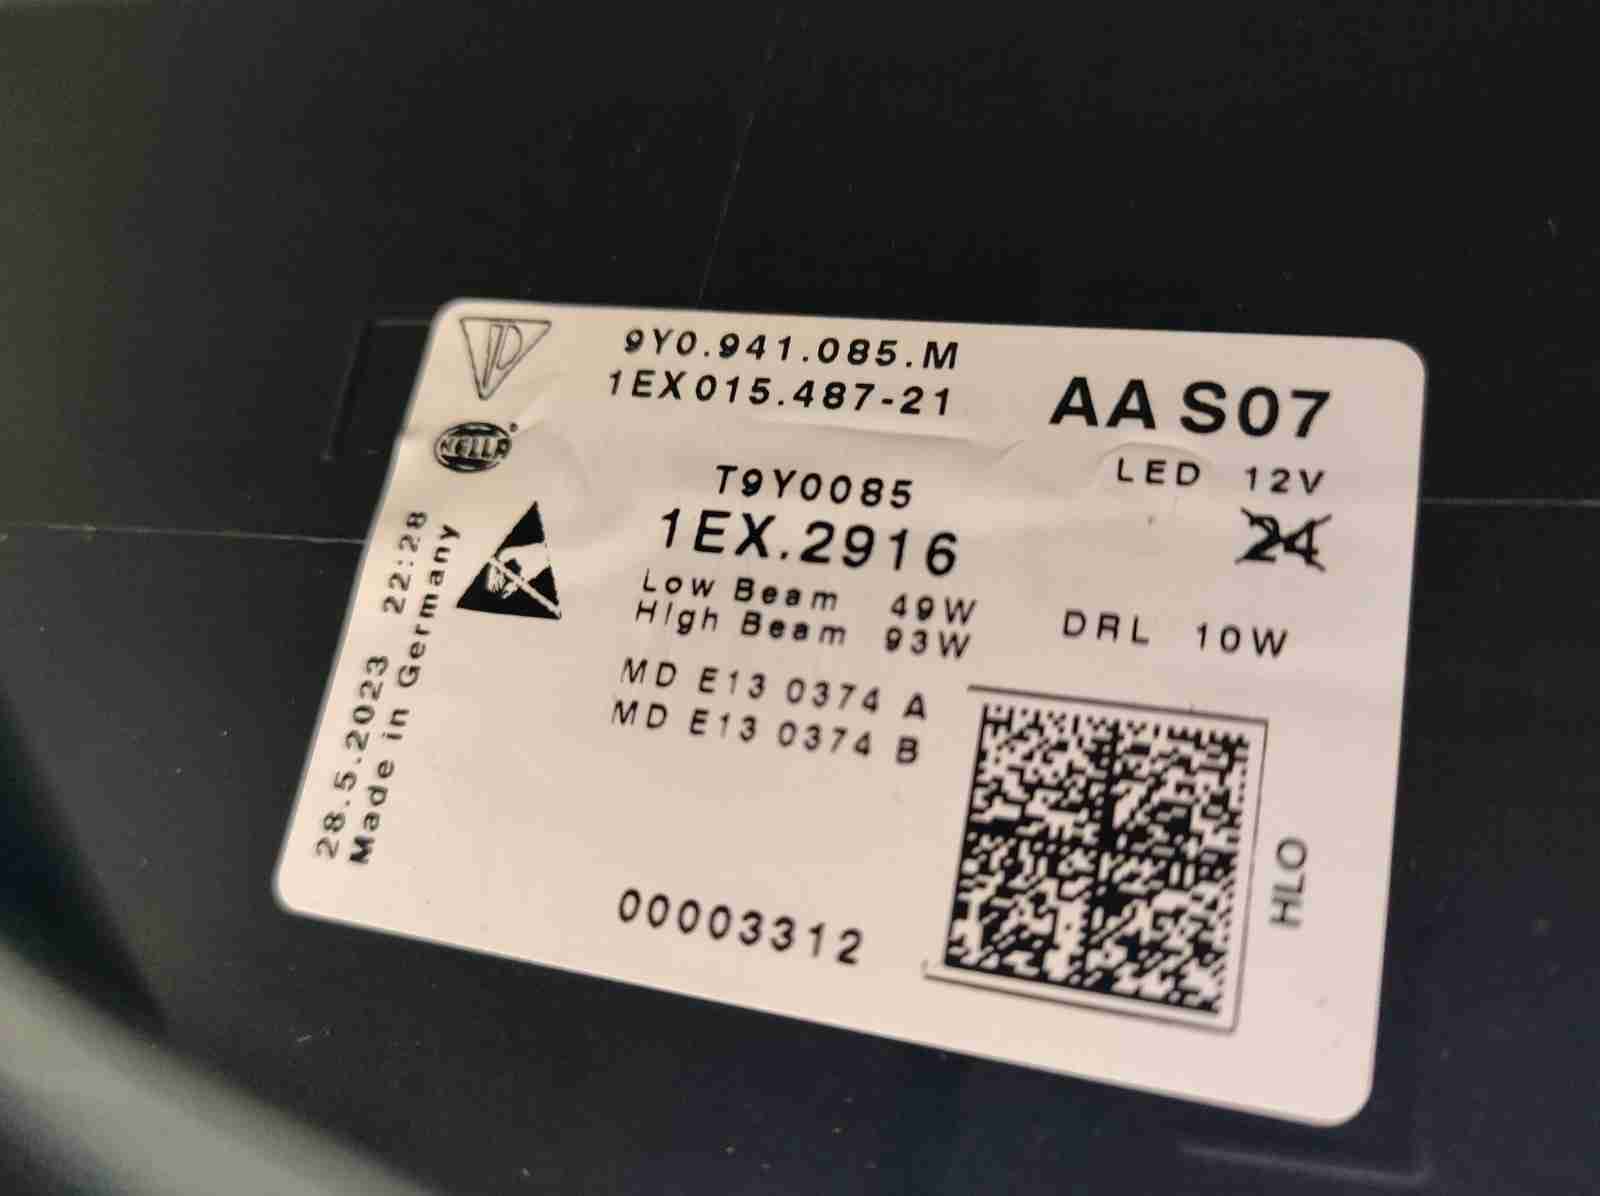 9Y0.941.085.M
1EX015.487-21
AA S07
HELLA
LED 12V
T9Y0085
24
1EX.2916
Low Beam 49W
High Beam 93W
DRL 10W
MD E13 0374 A
MD E13 0374 B
28.5.2023 22:28
Made in Germany
HLO
00003312